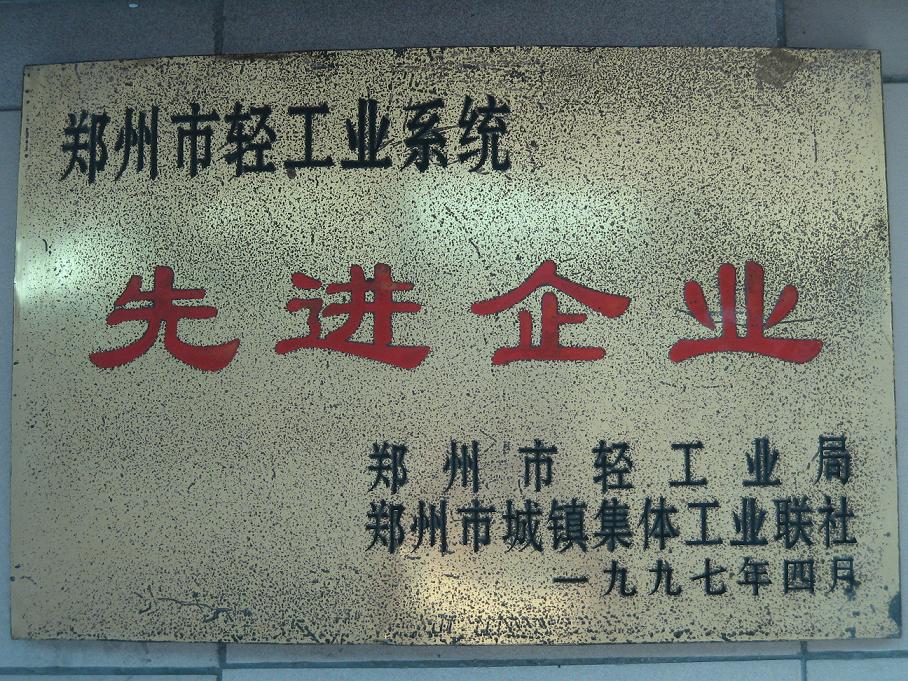 郑州市轻工业系统
先进企业
郑州市轻工业局
郑州市城镇集体工业联社
一九九七年四月